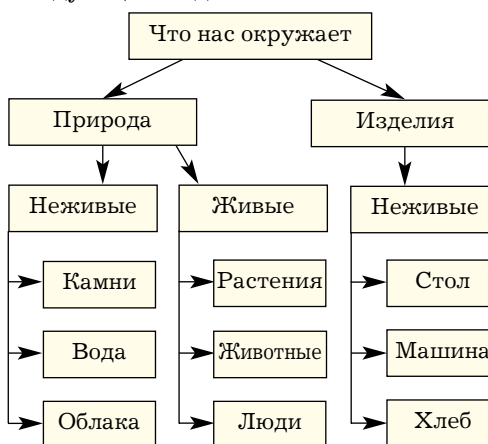 Что нас окружает
Природа
Изделия
Неживые
Живые
Неживые
Камни
Растения
Стол
Вода
Животные
Машина
Облака
Люди
Хлеб